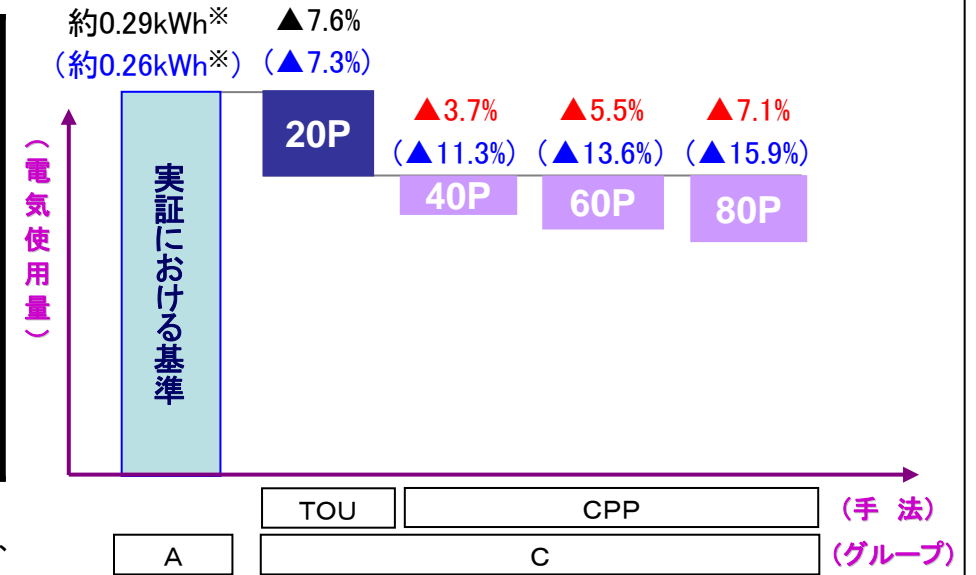 約0.29kWh※ ▲7.6%
（約0.26kWh※）（▲7.3%）
▲3.7% ▲5.5% ▲7.1%
（▲11.3%）（▲13.6%）（▲15.9%）
20P
40P 60P 80P
（電気使用量）
実証における基準
TOU CPP （手 法）
A C （グループ）
、